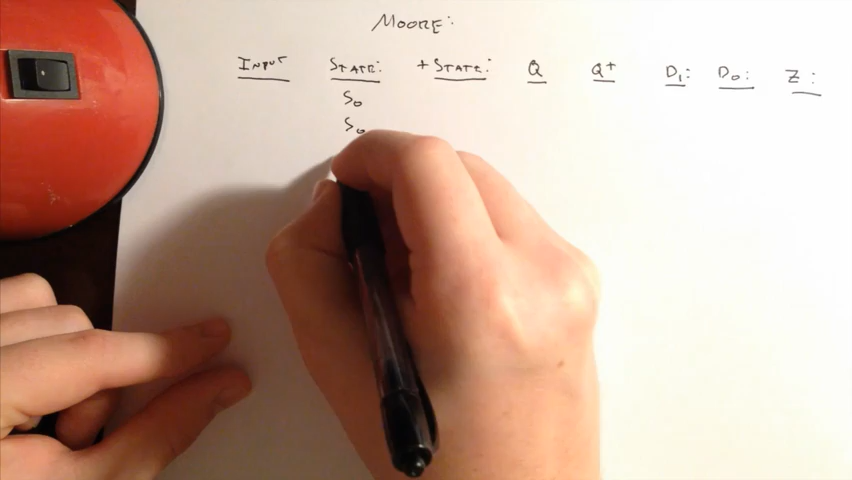 MOORE:
INPUT STATE: +STATE: Q Q+ D1: D0: Z:
S0
S0